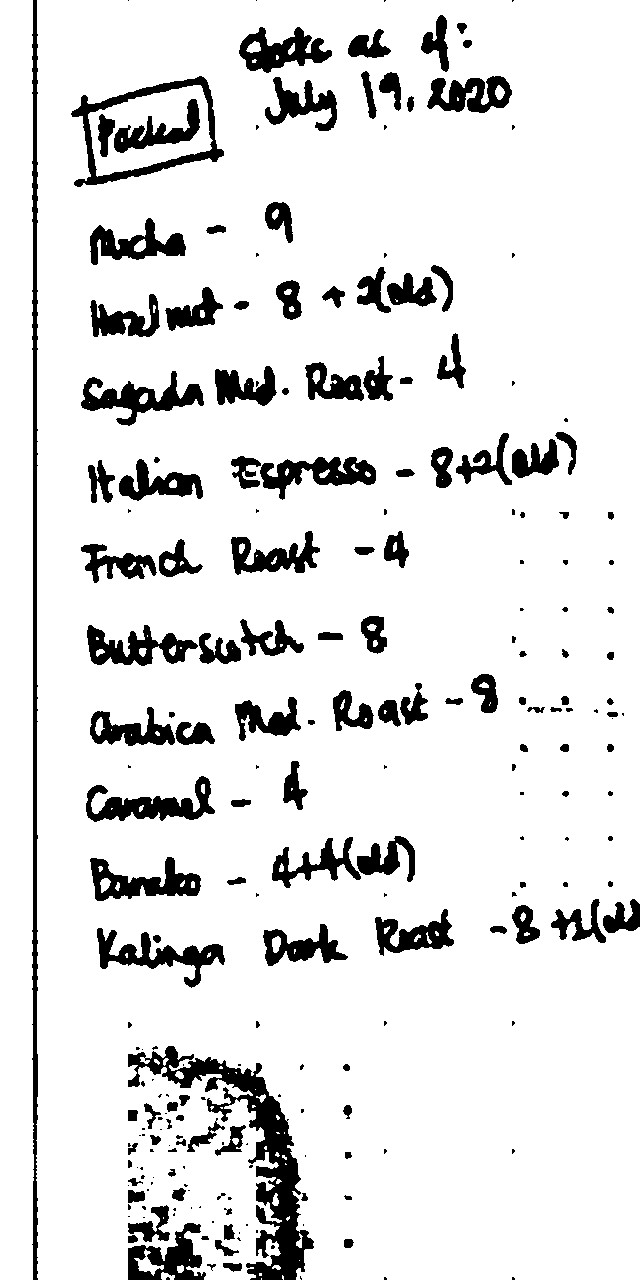 Stocks as of:
July 19, 2020
Packed
Mocha - 9
Hazelnut - 8 + 2(old)
Sagada Med. Roast - 4
Italian Espresso - 8+2(old)
French Roast - 4
Butterscotch - 8
Arabica Med. Roast - 8
Caramel - 4
Barako - 4+4(old)
Kalinga Dark Roast - 8 +1(old